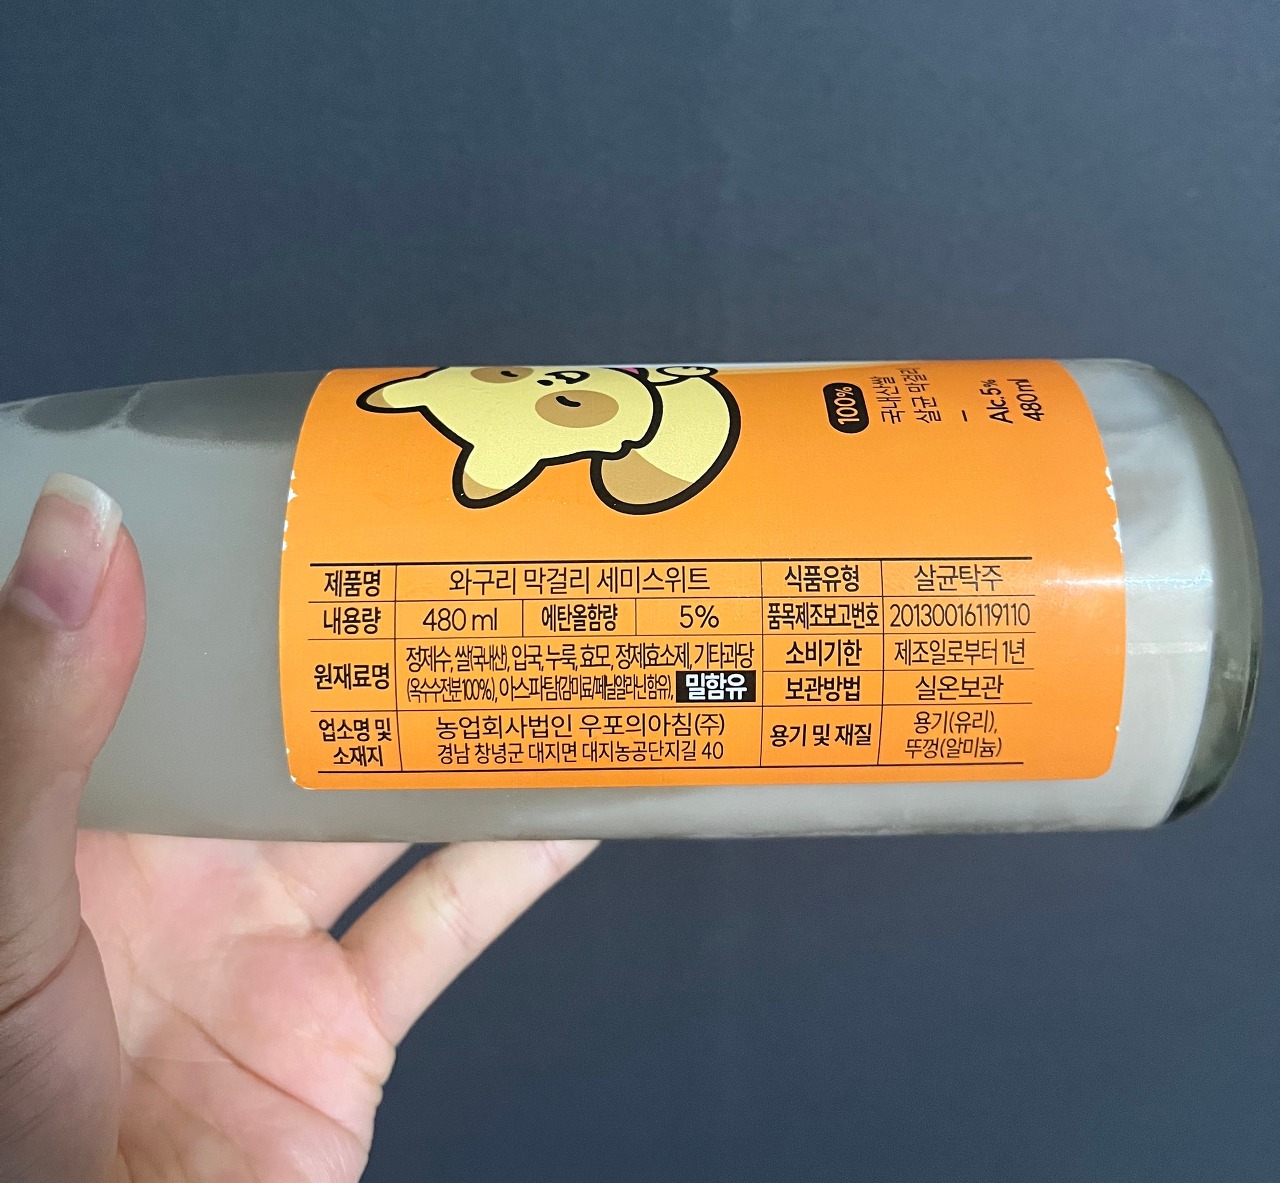 100%
국내산쌀
살균 막걸리
–
Alc.5%
480ml
제품명 와구리 막걸리 세미스위트 식품유형 살균탁주
내용량 480 ml 에탄올함량 5% 품목제조보고번호 20130016119110
원재료명 정제수, 쌀(국내산), 입국, 누룩, 효모, 정제효소제, 기타과당
(옥수수전분100%), 아스파탐(감미료/페닐알라닌함유), 밀함유
소비기한 제조일로부터 1년
보관방법 실온보관
업소명 및
소재지
농업회사법인 우포의아침(주)
경남 창녕군 대지면 대지농공단지길 40
용기 및 재질 용기(유리),
뚜껑(알미늄)